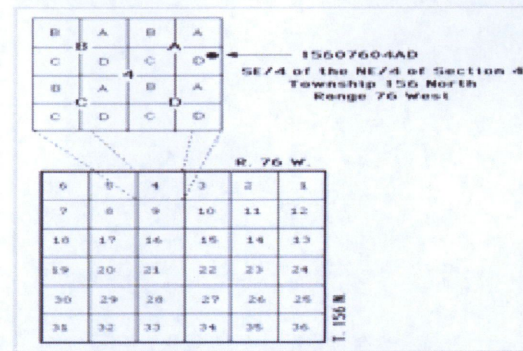 B A B A
B A
C D C D
4
B A B A
C D
C D C D
15607604AD
SE/4 of the NE/4 of Section 4
Township 156 North
Range 76 West
R. 76 W.
6 5 4 3 2 1
7 8 9 10 11 12
18 17 16 15 14 13
19 20 21 22 23 24
30 29 28 27 26 25
31 32 33 34 35 36
T. 156 N.